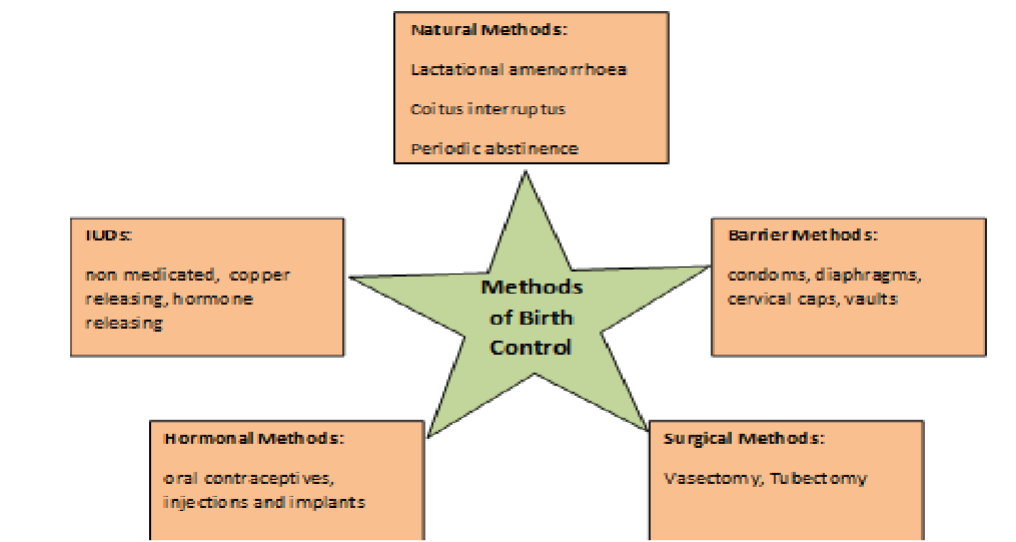 Natural Methods:
Lactational amenorrhoea
Coitus interruptus
Periodic abstinence
IUDs:
non medicated, copper
releasing, hormone
releasing
Barrier Methods:
condoms, diaphragms,
cervical caps, vaults
Methods
of Birth
Control
Hormonal Methods:
oral contraceptives,
injections and implants
Surgical Methods:
Vasectomy, Tubectomy